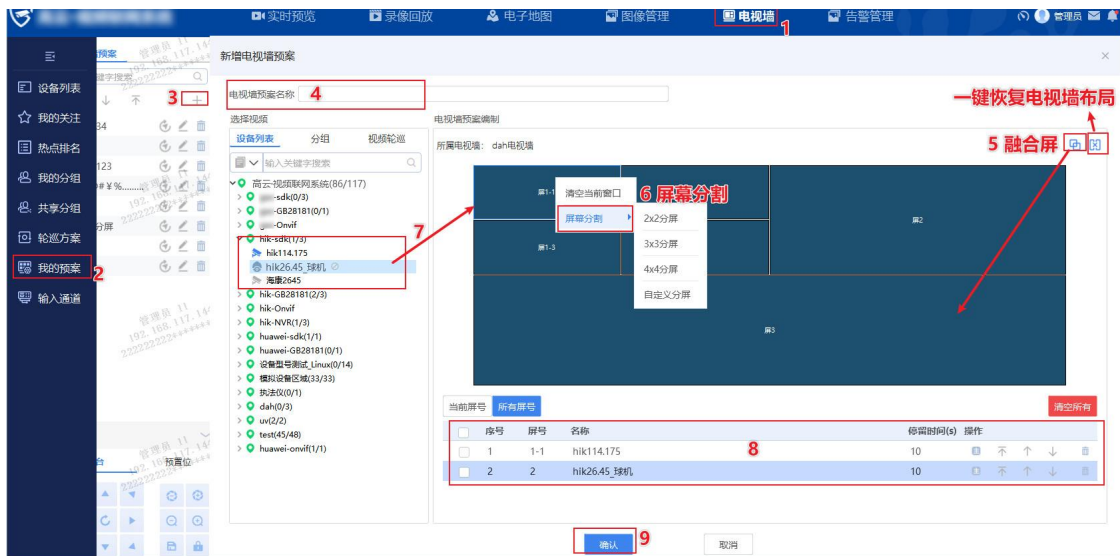 实时预览 录像回放 电子地图 图像管理 电视墙 告警管理 管理员
1
预案
新增电视墙预案
设备列表
我的关注
热点排名
我的分组
共享分组
轮巡方案
我的预案
输入通道
2
3
34
123
分屏
预置位
电视墙预案名称 4
一键恢复电视墙布局
选择视频 电视墙预案编制
设备列表 分组 视频轮巡
所属电视墙： dah电视墙
5 融合屏
输入关键字搜索
高云-视频联网系统(86/117)
-sdk(0/3)
-GB28181(0/1)
-Onvif
hik-sdk(1/3)
hik114.175
hik26.45_球机
海康2645
hik-GB28181(2/3)
hik-Onvif
hik-NVR(1/3)
huawei-sdk(1/1)
huawei-GB28181(0/1)
设备型号测试_Linux(0/14)
模拟设备区域(33/33)
执法仪(0/1)
dah(0/3)
uv(2/2)
test(45/48)
huawei-onvif(1/1)
7
屏1-1
清空当前窗口
6 屏幕分割
屏幕分割
2x2分屏
3x3分屏
4x4分屏
自定义分屏
屏1-3
屏2
屏3
当前屏号 所有屏号 清空所有
序号 屏号 名称 停留时间(s) 操作
1 1-1 hik114.175 10
2 2 hik26.45_球机 10
8
确认 9 取消